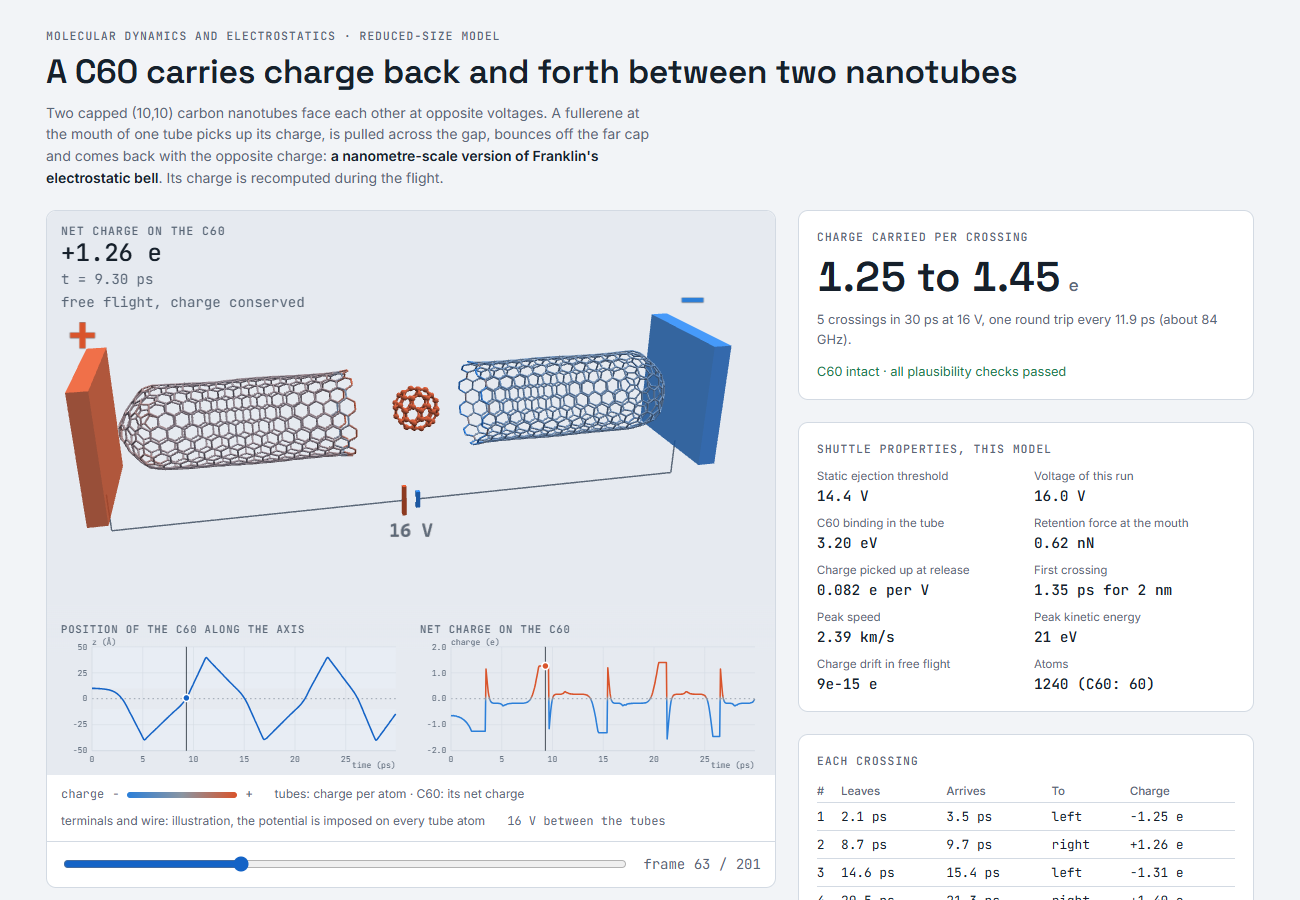 MOLECULAR DYNAMICS AND ELECTROSTATICS · REDUCED-SIZE MODEL
A C60 carries charge back and forth between two nanotubes
Two capped (10,10) carbon nanotubes face each other at opposite voltages. A fullerene at
the mouth of one tube picks up its charge, is pulled across the gap, bounces off the far cap
and comes back with the opposite charge: a nanometre-scale version of Franklin's
electrostatic bell. Its charge is recomputed during the flight.
NET CHARGE ON THE C60
+1.26 e
t = 9.30 ps
free flight, charge conserved
+
−
16 V
POSITION OF THE C60 ALONG THE AXIS
z (Å)
50
25
0
-25
-50
0 5 10 15 20 25
time (ps)
NET CHARGE ON THE C60
charge (e)
2.0
1.0
0.0
-1.0
-2.0
0 5 10 15 20 25
time (ps)
charge - + tubes: charge per atom · C60: its net charge
terminals and wire: illustration, the potential is imposed on every tube atom 16 V between the tubes
frame 63 / 201
CHARGE CARRIED PER CROSSING
1.25 to 1.45 e
5 crossings in 30 ps at 16 V, one round trip every 11.9 ps (about 84
GHz).
C60 intact · all plausibility checks passed
SHUTTLE PROPERTIES, THIS MODEL
Static ejection threshold Voltage of this run
14.4 V 16.0 V
C60 binding in the tube Retention force at the mouth
3.20 eV 0.62 nN
Charge picked up at release First crossing
0.082 e per V 1.35 ps for 2 nm
Peak speed Peak kinetic energy
2.39 km/s 21 eV
Charge drift in free flight Atoms
9e-15 e 1240 (C60: 60)
EACH CROSSING
# Leaves Arrives To Charge
1 2.1 ps 3.5 ps left -1.25 e
2 8.7 ps 9.7 ps right +1.26 e
3 14.6 ps 15.4 ps left -1.31 e